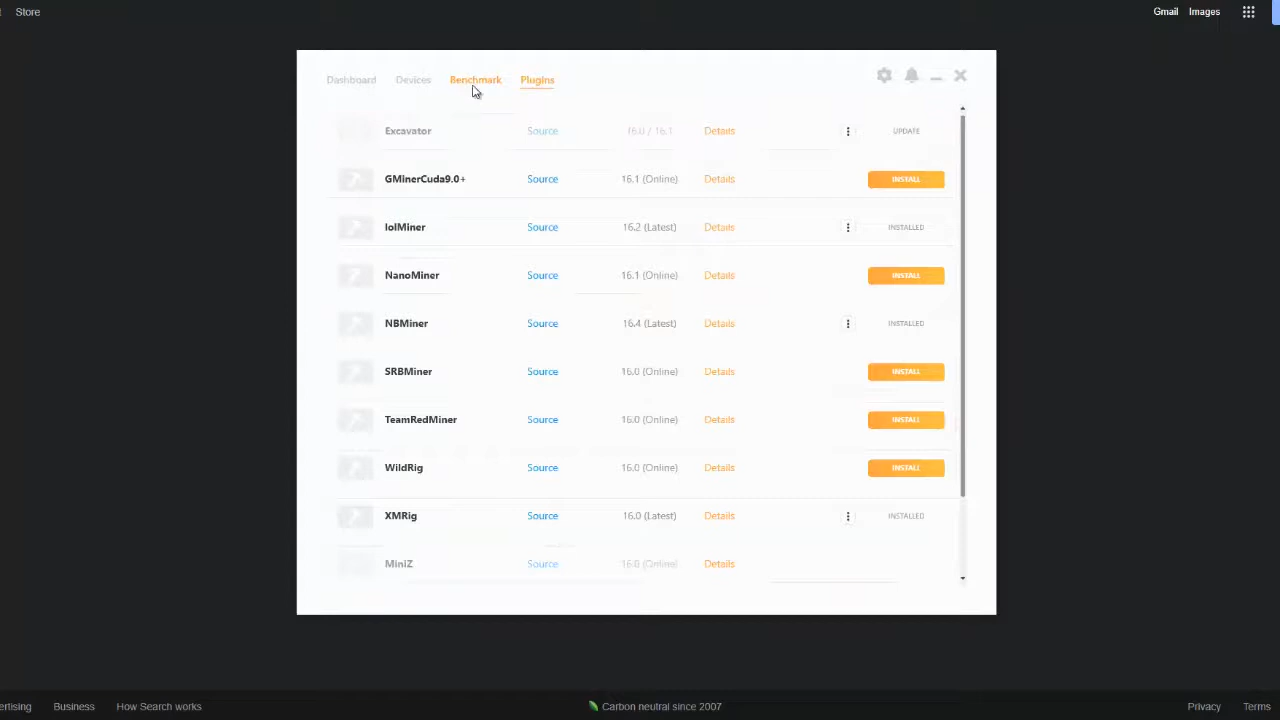 Store
Gmail Images
Dashboard Devices Benchmark Plugins
Excavator Source 16.0 / 16.1 Details UPDATE
GMinerCuda9.0+ Source 16.1 (Online) Details INSTALL
lolMiner Source 16.2 (Latest) Details INSTALLED
NanoMiner Source 16.1 (Online) Details INSTALL
NBMiner Source 16.4 (Latest) Details INSTALLED
SRBMiner Source 16.0 (Online) Details INSTALL
TeamRedMiner Source 16.0 (Online) Details INSTALL
WildRig Source 16.0 (Online) Details INSTALL
XMRig Source 16.0 (Latest) Details INSTALLED
MiniZ Source (Online) Details
ertising Business How Search works Carbon neutral since 2007 Privacy Terms